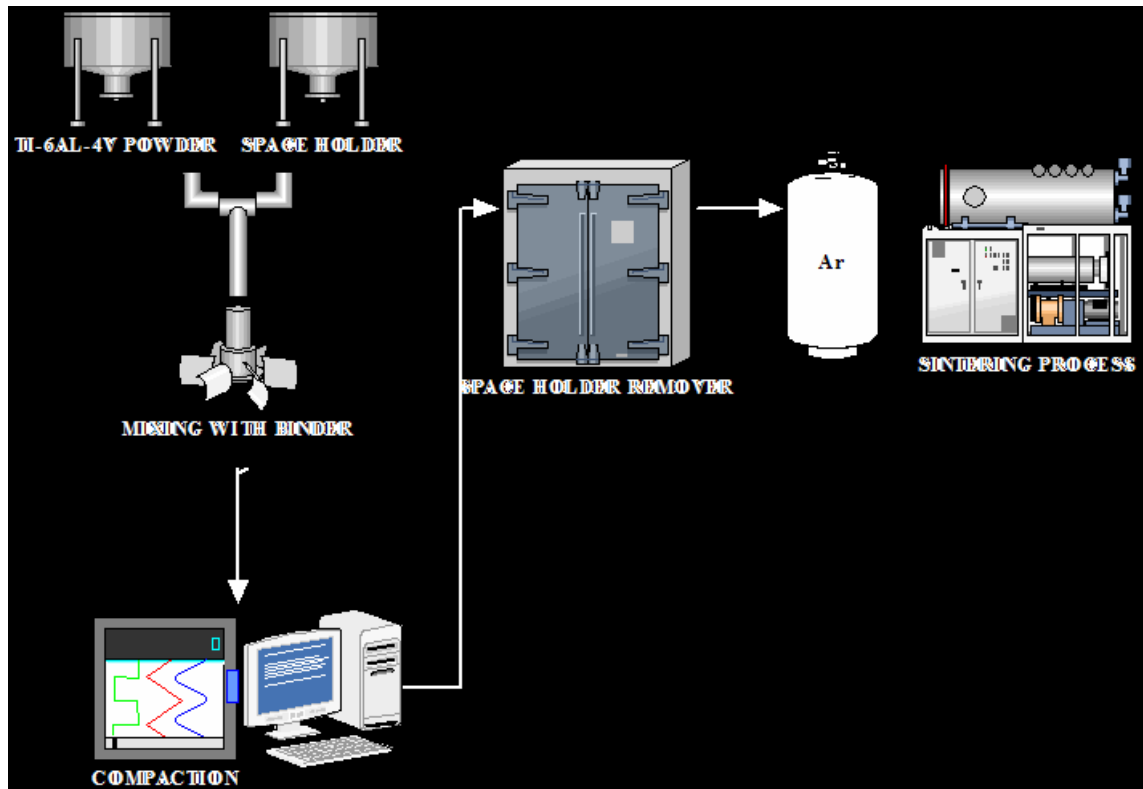 TI-6AL-4V POWDER
SPACE HOLDER
MIXING WITH BINDER
SPACE HOLDER REMOVER
Ar
SINTERING PROCESS
COMPACTION